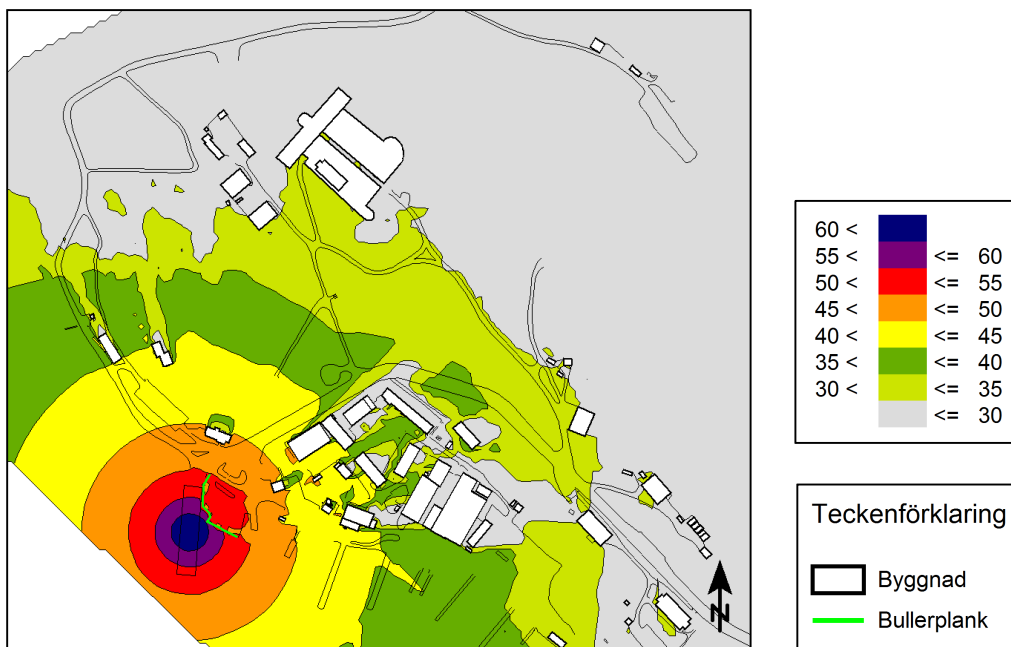 60 <
55 < <= 60
50 < <= 55
45 < <= 50
40 < <= 45
35 < <= 40
30 < <= 35
<= 30
Teckenförklaring
Byggnad
Bullerplank
N